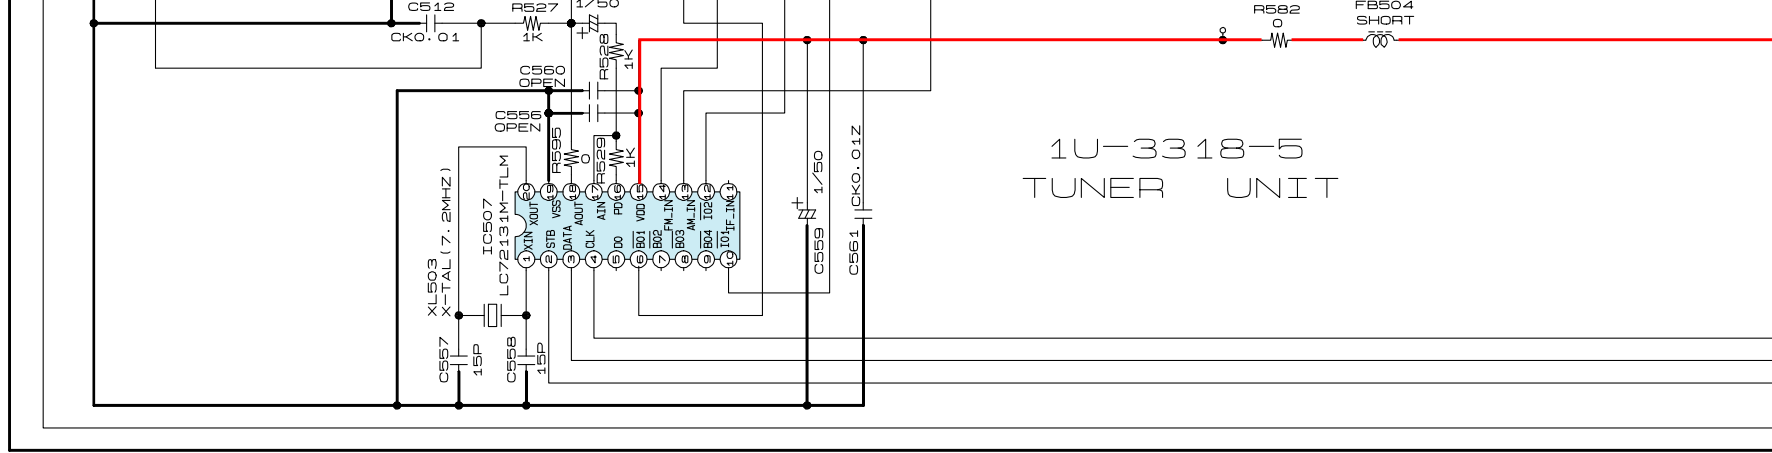 C512
R527
1/50
R582
FB504
0
SHORT
CK0.01
1K
+
R528
1K
C560
OPEN
C556
OPEN
R595
0
R529
1K
1U-3318-5
TUNER UNIT
XL503
X-TAL(7.2MHZ)
IC507
LC72131M-TLM
20 19 18 17 16 15 14 13 12 11
XOUT VSS AOUT AIN PD VDD FM_IN AM_IN IO2 IF_IN
XIN STB DATA CLK DO BO1 BO2 BO3 BO4 IO1
1 2 3 4 5 6 7 8 9 10
+
1/50
C559
CK0.01Z
C561
C557
15P
C558
15P